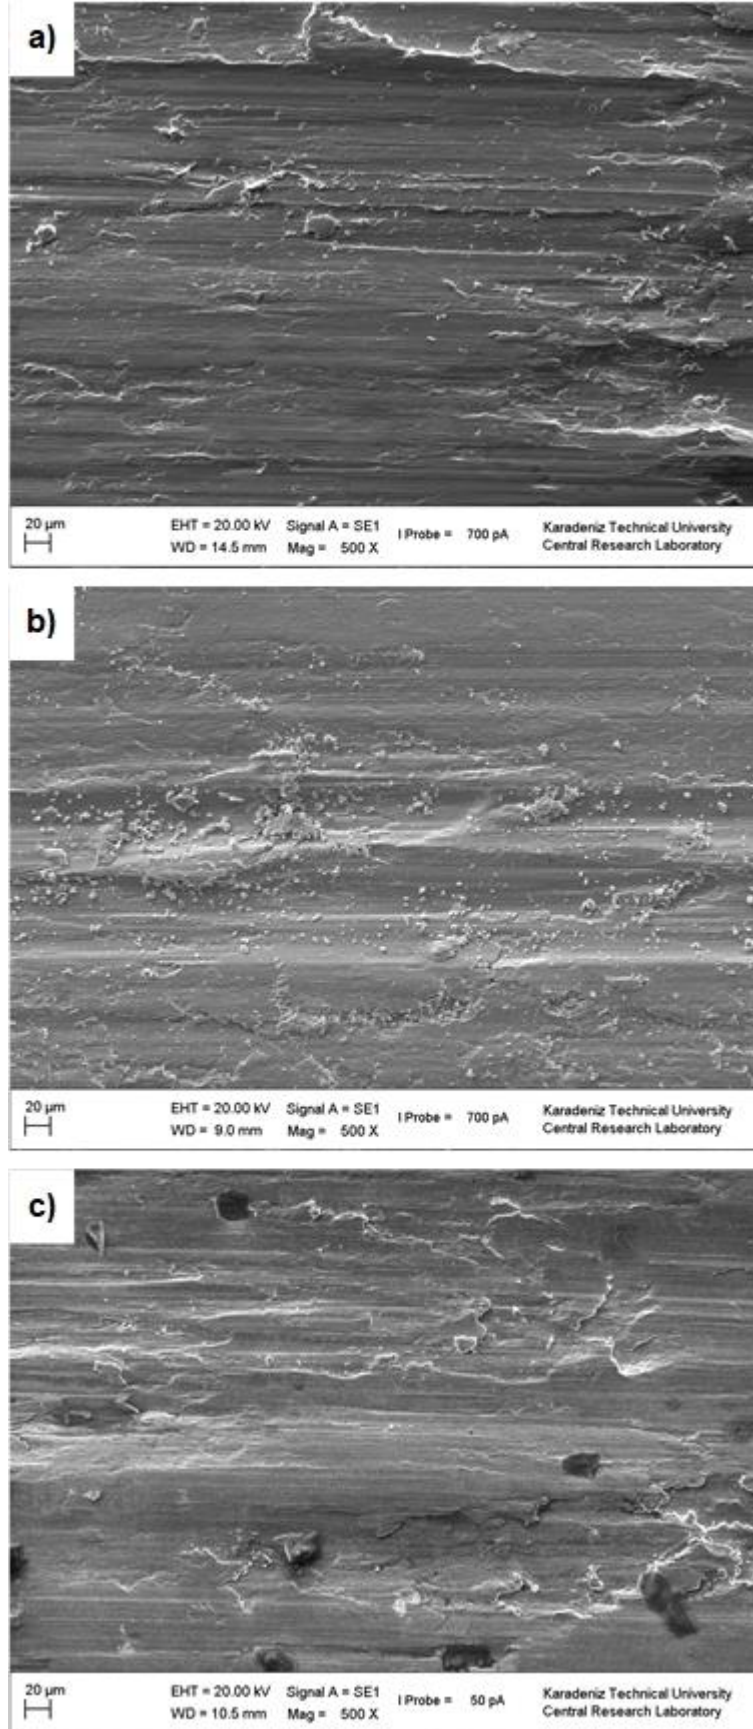 a)
20 µm EHT = 20.00 kV Signal A = SE1 I Probe = 700 pA Karadeniz Technical University
WD = 14.5 mm Mag = 500 X Central Research Laboratory
b)
20 µm EHT = 20.00 kV Signal A = SE1 I Probe = 700 pA Karadeniz Technical University
WD = 9.0 mm Mag = 500 X Central Research Laboratory
c)
20 µm EHT = 20.00 kV Signal A = SE1 I Probe = 50 pA Karadeniz Technical University
WD = 10.5 mm Mag = 500 X Central Research Laboratory